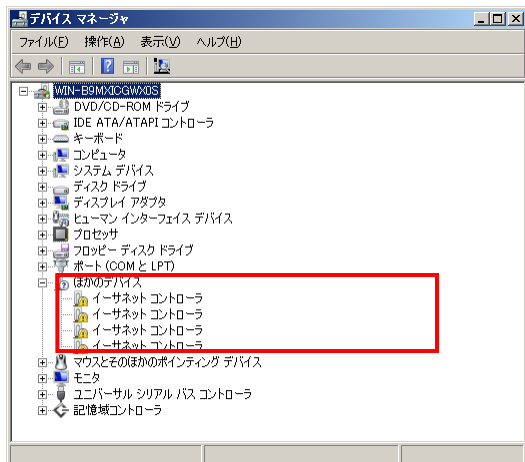 デバイス マネージャ
ファイル(F) 操作(A) 表示(V) ヘルプ(H)
WIN-B9MXICGWX0S
DVD/CD-ROM ドライブ
IDE ATA/ATAPI コントローラ
キーボード
コンピュータ
システム デバイス
ディスク ドライブ
ディスプレイ アダプタ
ヒューマン インターフェイス デバイス
プロセッサ
フロッピー ディスク ドライブ
ポート (COM と LPT)
ほかのデバイス
イーサネット コントローラ
イーサネット コントローラ
イーサネット コントローラ
イーサネット コントローラ
マウスとそのほかのポインティング デバイス
モニタ
ユニバーサル シリアル バス コントローラ
記憶域コントローラ